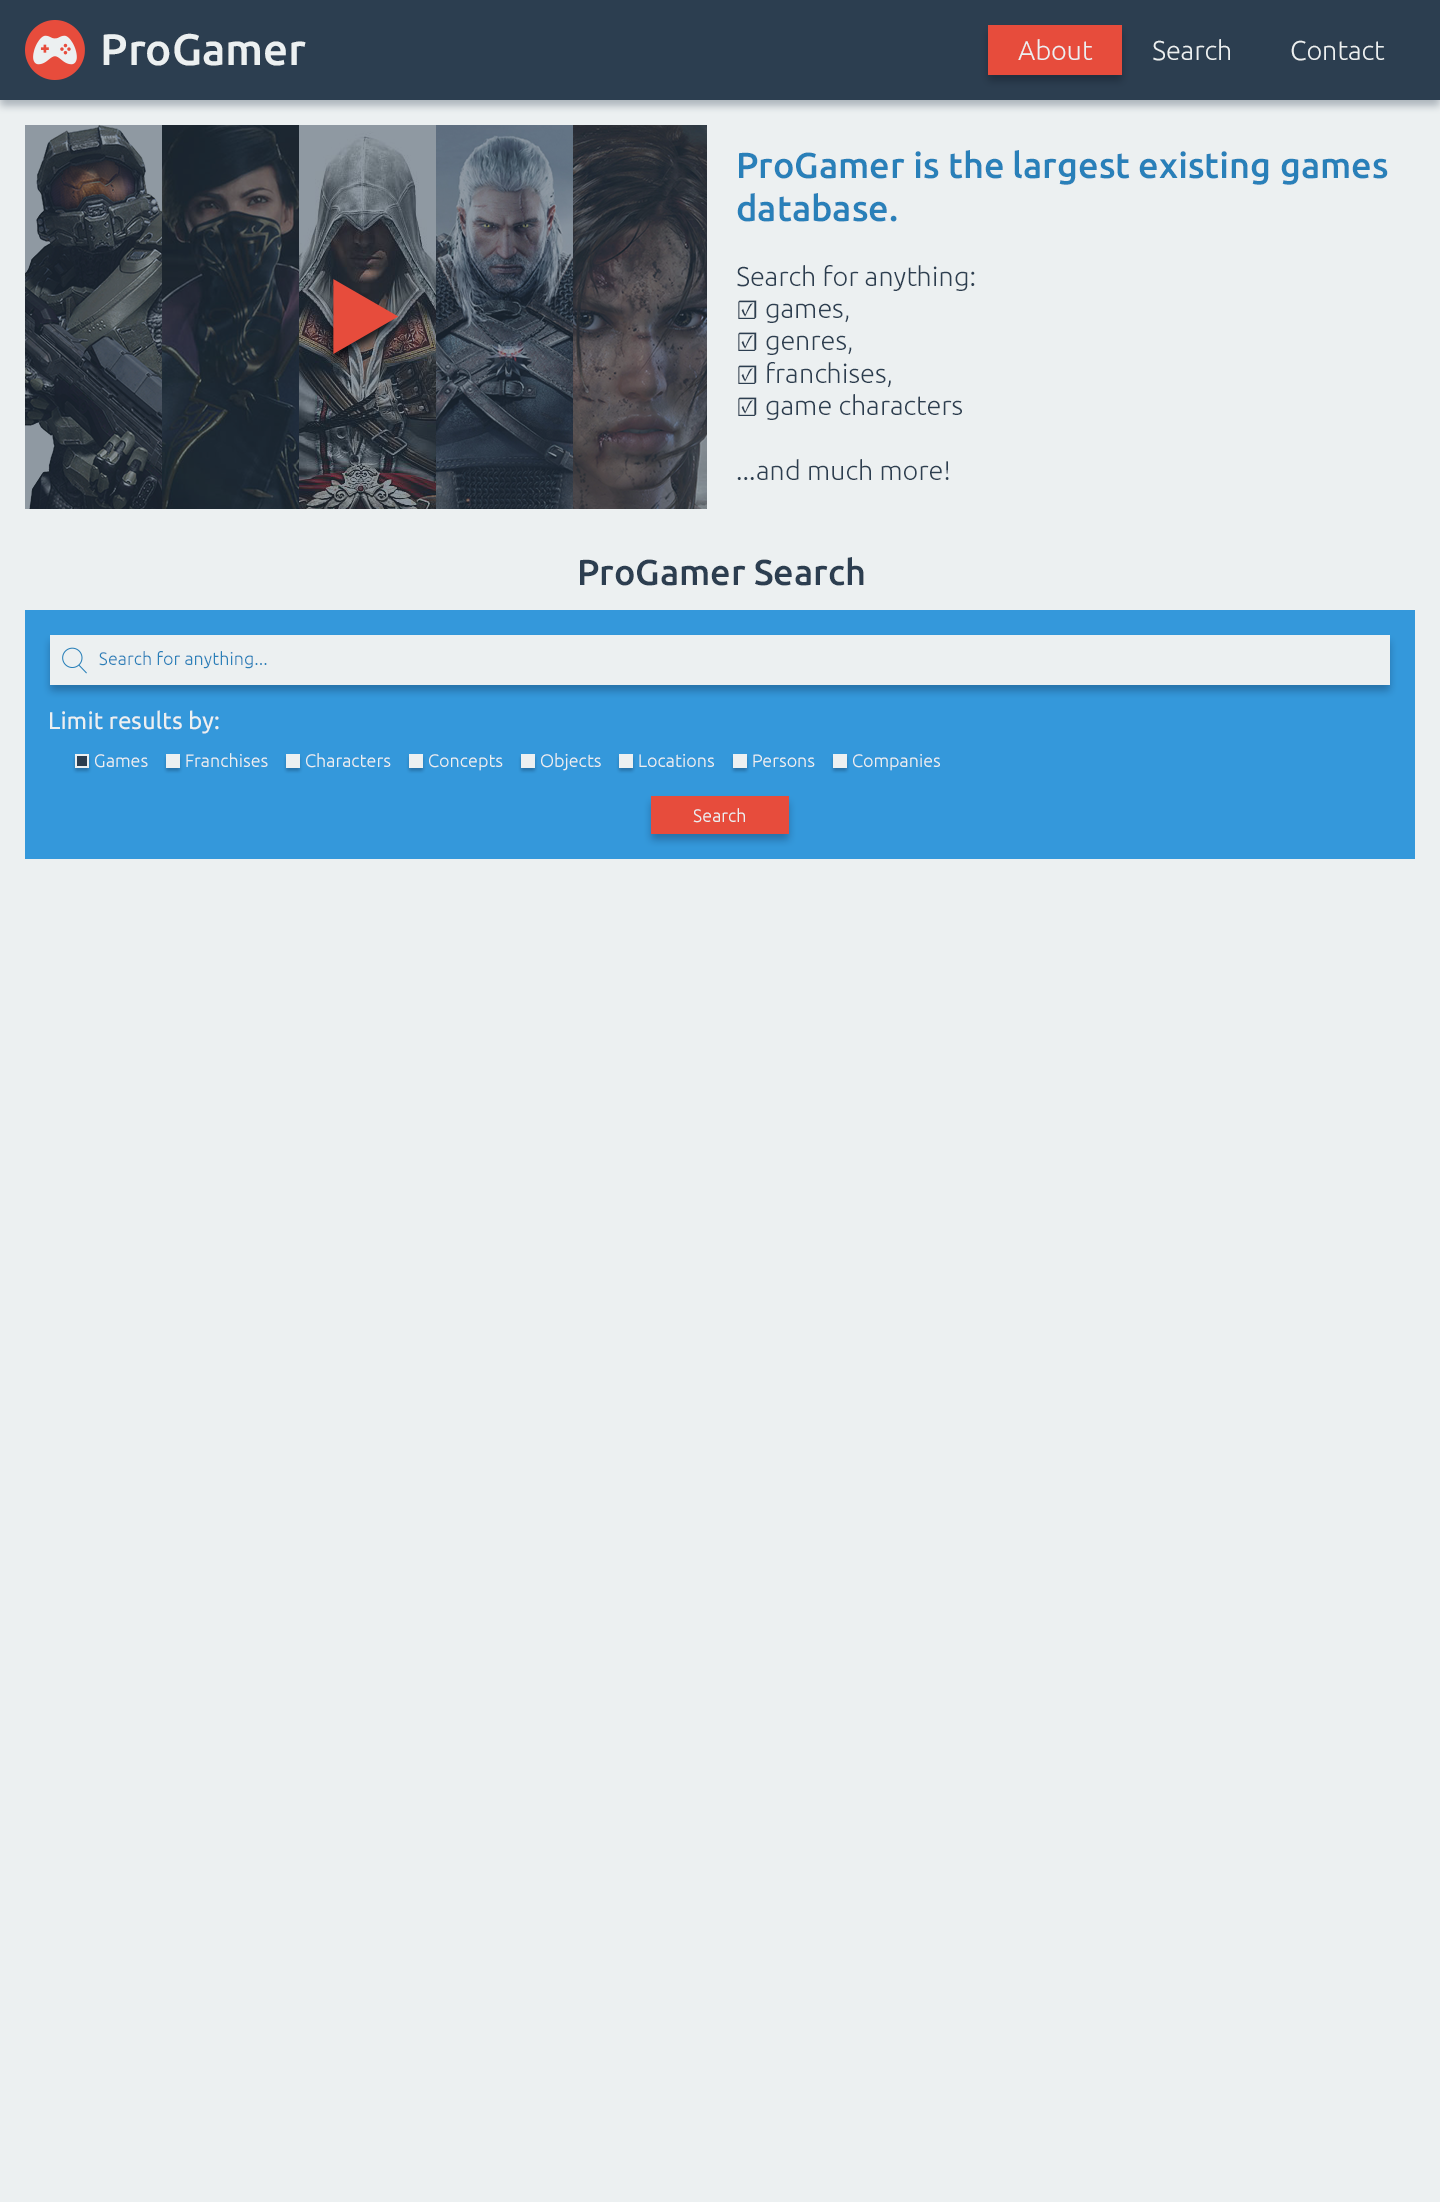 ProGamer
About Search Contact
ProGamer is the largest existing games
database.
Search for anything:
☑ games,
☑ genres,
☑ franchises,
☑ game characters
...and much more!
ProGamer Search
Search for anything...
Limit results by:
Games Franchises Characters Concepts Objects Locations Persons Companies
Search